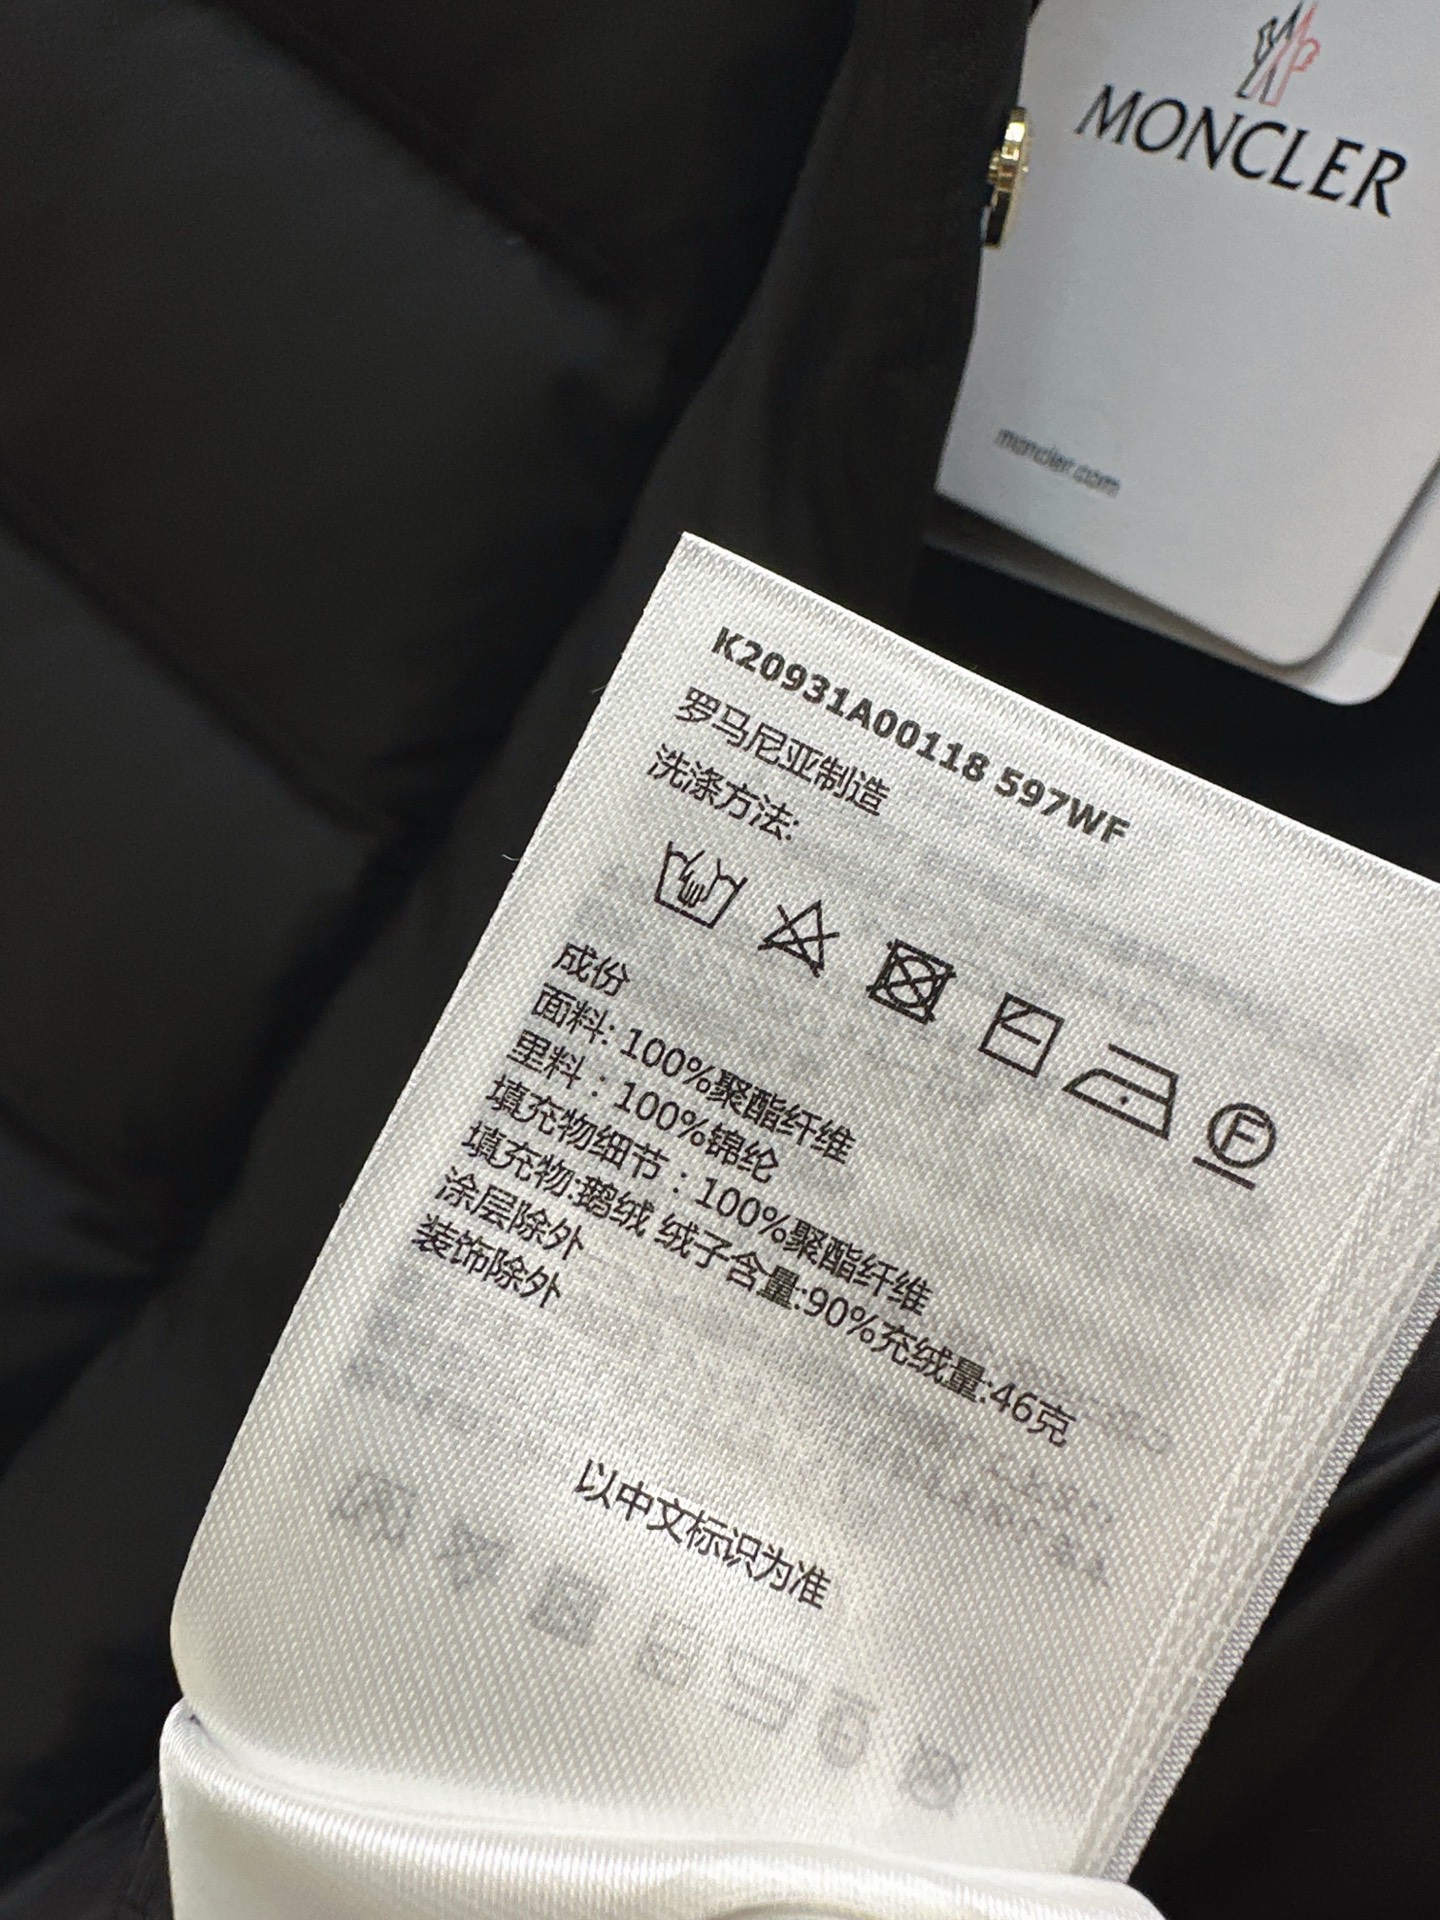 MONCLER
moncler.com
K20931A00118 597WF
罗马尼亚制造
洗涤方法:
成份
面料: 100%聚酯纤维
里料：100%锦纶
填充物细节：100%聚酯纤维
填充物:鹅绒 绒子含量:90%充绒量:46克
涂层除外
装饰除外
以中文标识为准